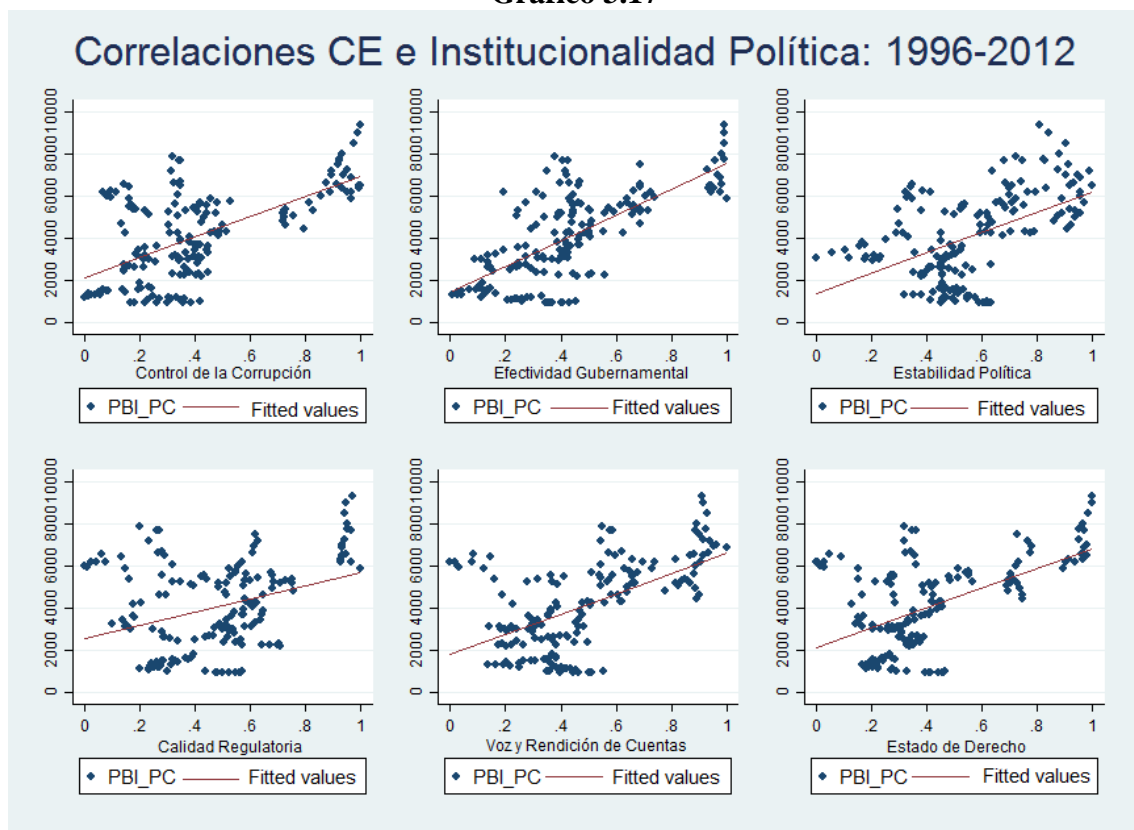 Gráfico 3.17
Correlaciones CE e Institucionalidad Política: 1996-2012
0 2000 4000 6000 8000 10000
0 .2 .4 .6 .8 1
Control de la Corrupción
PBI_PC Fitted values
0 2000 4000 6000 8000 10000
0 .2 .4 .6 .8 1
Efectividad Gubernamental
PBI_PC Fitted values
0 2000 4000 6000 8000 10000
0 .2 .4 .6 .8 1
Estabilidad Política
PBI_PC Fitted values
0 2000 4000 6000 8000 10000
0 .2 .4 .6 .8 1
Calidad Regulatoria
PBI_PC Fitted values
0 2000 4000 6000 8000 10000
0 .2 .4 .6 .8 1
Voz y Rendición de Cuentas
PBI_PC Fitted values
0 2000 4000 6000 8000 10000
0 .2 .4 .6 .8 1
Estado de Derecho
PBI_PC Fitted values